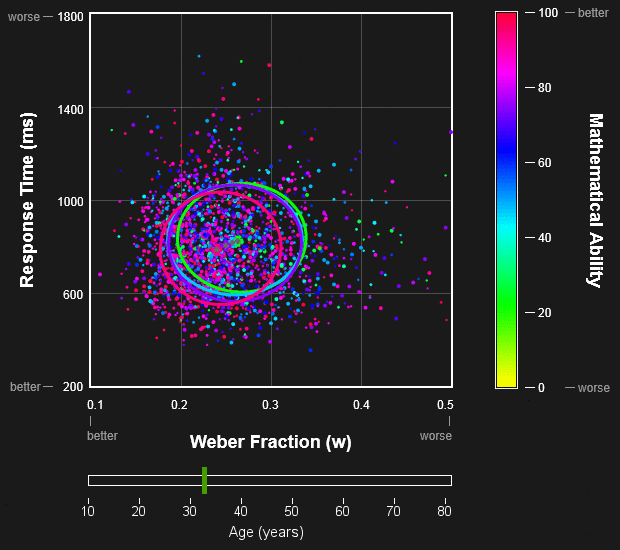 worse
1800
1400
1000
600
better
200
Response Time (ms)
0.1
0.2
0.3
0.4
0.5
better
worse
Weber Fraction (w)
100
better
80
60
40
20
0
worse
Mathematical Ability
10
20
30
40
50
60
70
80
Age (years)